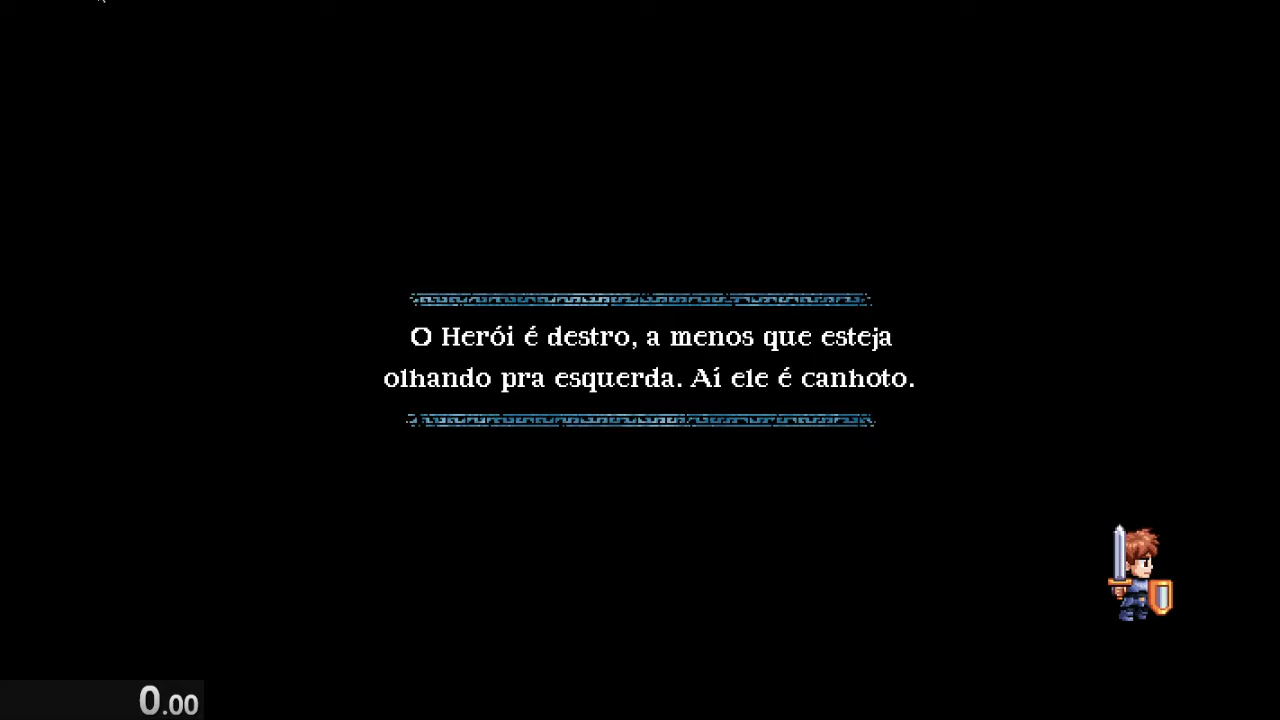 O Herói é destro, a menos que esteja
olhando pra esquerda. Aí ele é canhoto.
0.00